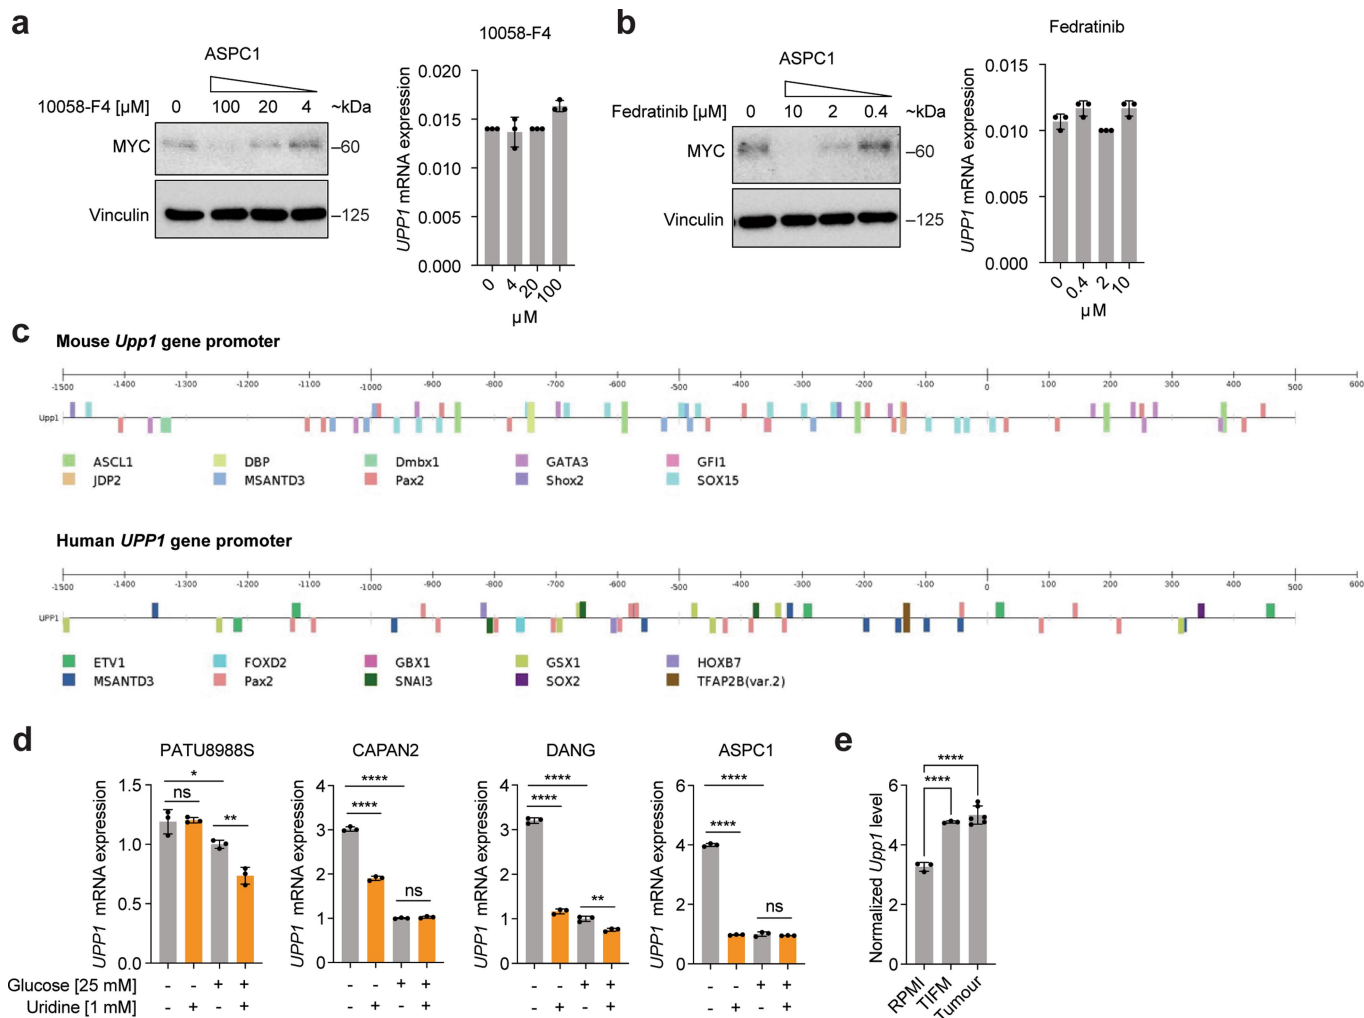 a
ASPC1
10058-F4 [µM] 0 100 20 4 ~kDa
MYC –60
Vinculin –125
10058-F4
UPP1 mRNA expression
0.020
0.015
0.010
0.005
0.000
0 4 20 100
µM
b
ASPC1
Fedratinib [µM] 0 10 2 0.4 ~kDa
MYC –60
Vinculin –125
Fedratinib
UPP1 mRNA expression
0.015
0.010
0.005
0.000
0 0.4 2 10
µM
c
Mouse Upp1 gene promoter
-1500 -1400 -1300 -1200 -1100 -1000 -900 -800 -700 -600 -500 -400 -300 -200 -100 0 100 200 300 400 500 600
Upp1
ASCL1 DBP Dmbx1 GATA3 GFI1
JDP2 MSANTD3 Pax2 Shox2 SOX15
Human UPP1 gene promoter
-1500 -1400 -1300 -1200 -1100 -1000 -900 -800 -700 -600 -500 -400 -300 -200 -100 0 100 200 300 400 500 600
UPP1
ETV1 FOXD2 GBX1 GSX1 HOXB7
MSANTD3 Pax2 SNAI3 SOX2 TFAP2B(var.2)
d
PATU8988S
UPP1 mRNA expression
1.5
1.0
0.5
0.0
*
ns
**
CAPAN2
UPP1 mRNA expression
4
3
2
1
0
****
****
ns
DANG
UPP1 mRNA expression
4
3
2
1
0
****
****
**
ASPC1
UPP1 mRNA expression
6
4
2
0
****
****
ns
Glucose [25 mM] - - + + - - + + - - + + - - + +
Uridine [1 mM] - + - + - + - + - + - + - + - +
e
Normalized Upp1 level
6
4
2
0
****
****
RPMI TIFM Tumour